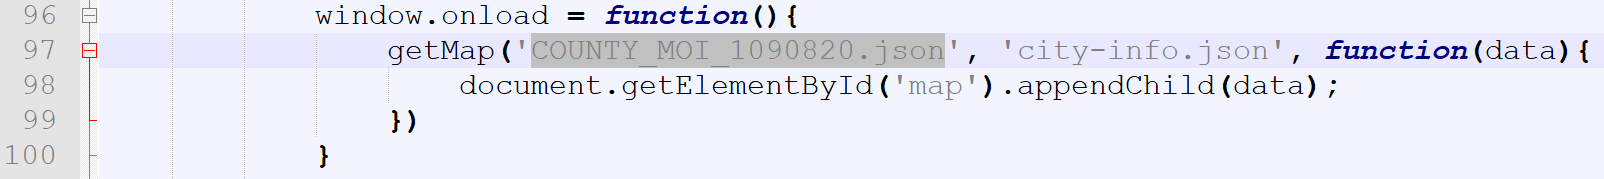 96 window.onload = function(){
97 getMap('COUNTY_MOI_1090820.json', 'city-info.json', function(data){
98 document.getElementById('map').appendChild(data);
99 })
100 }